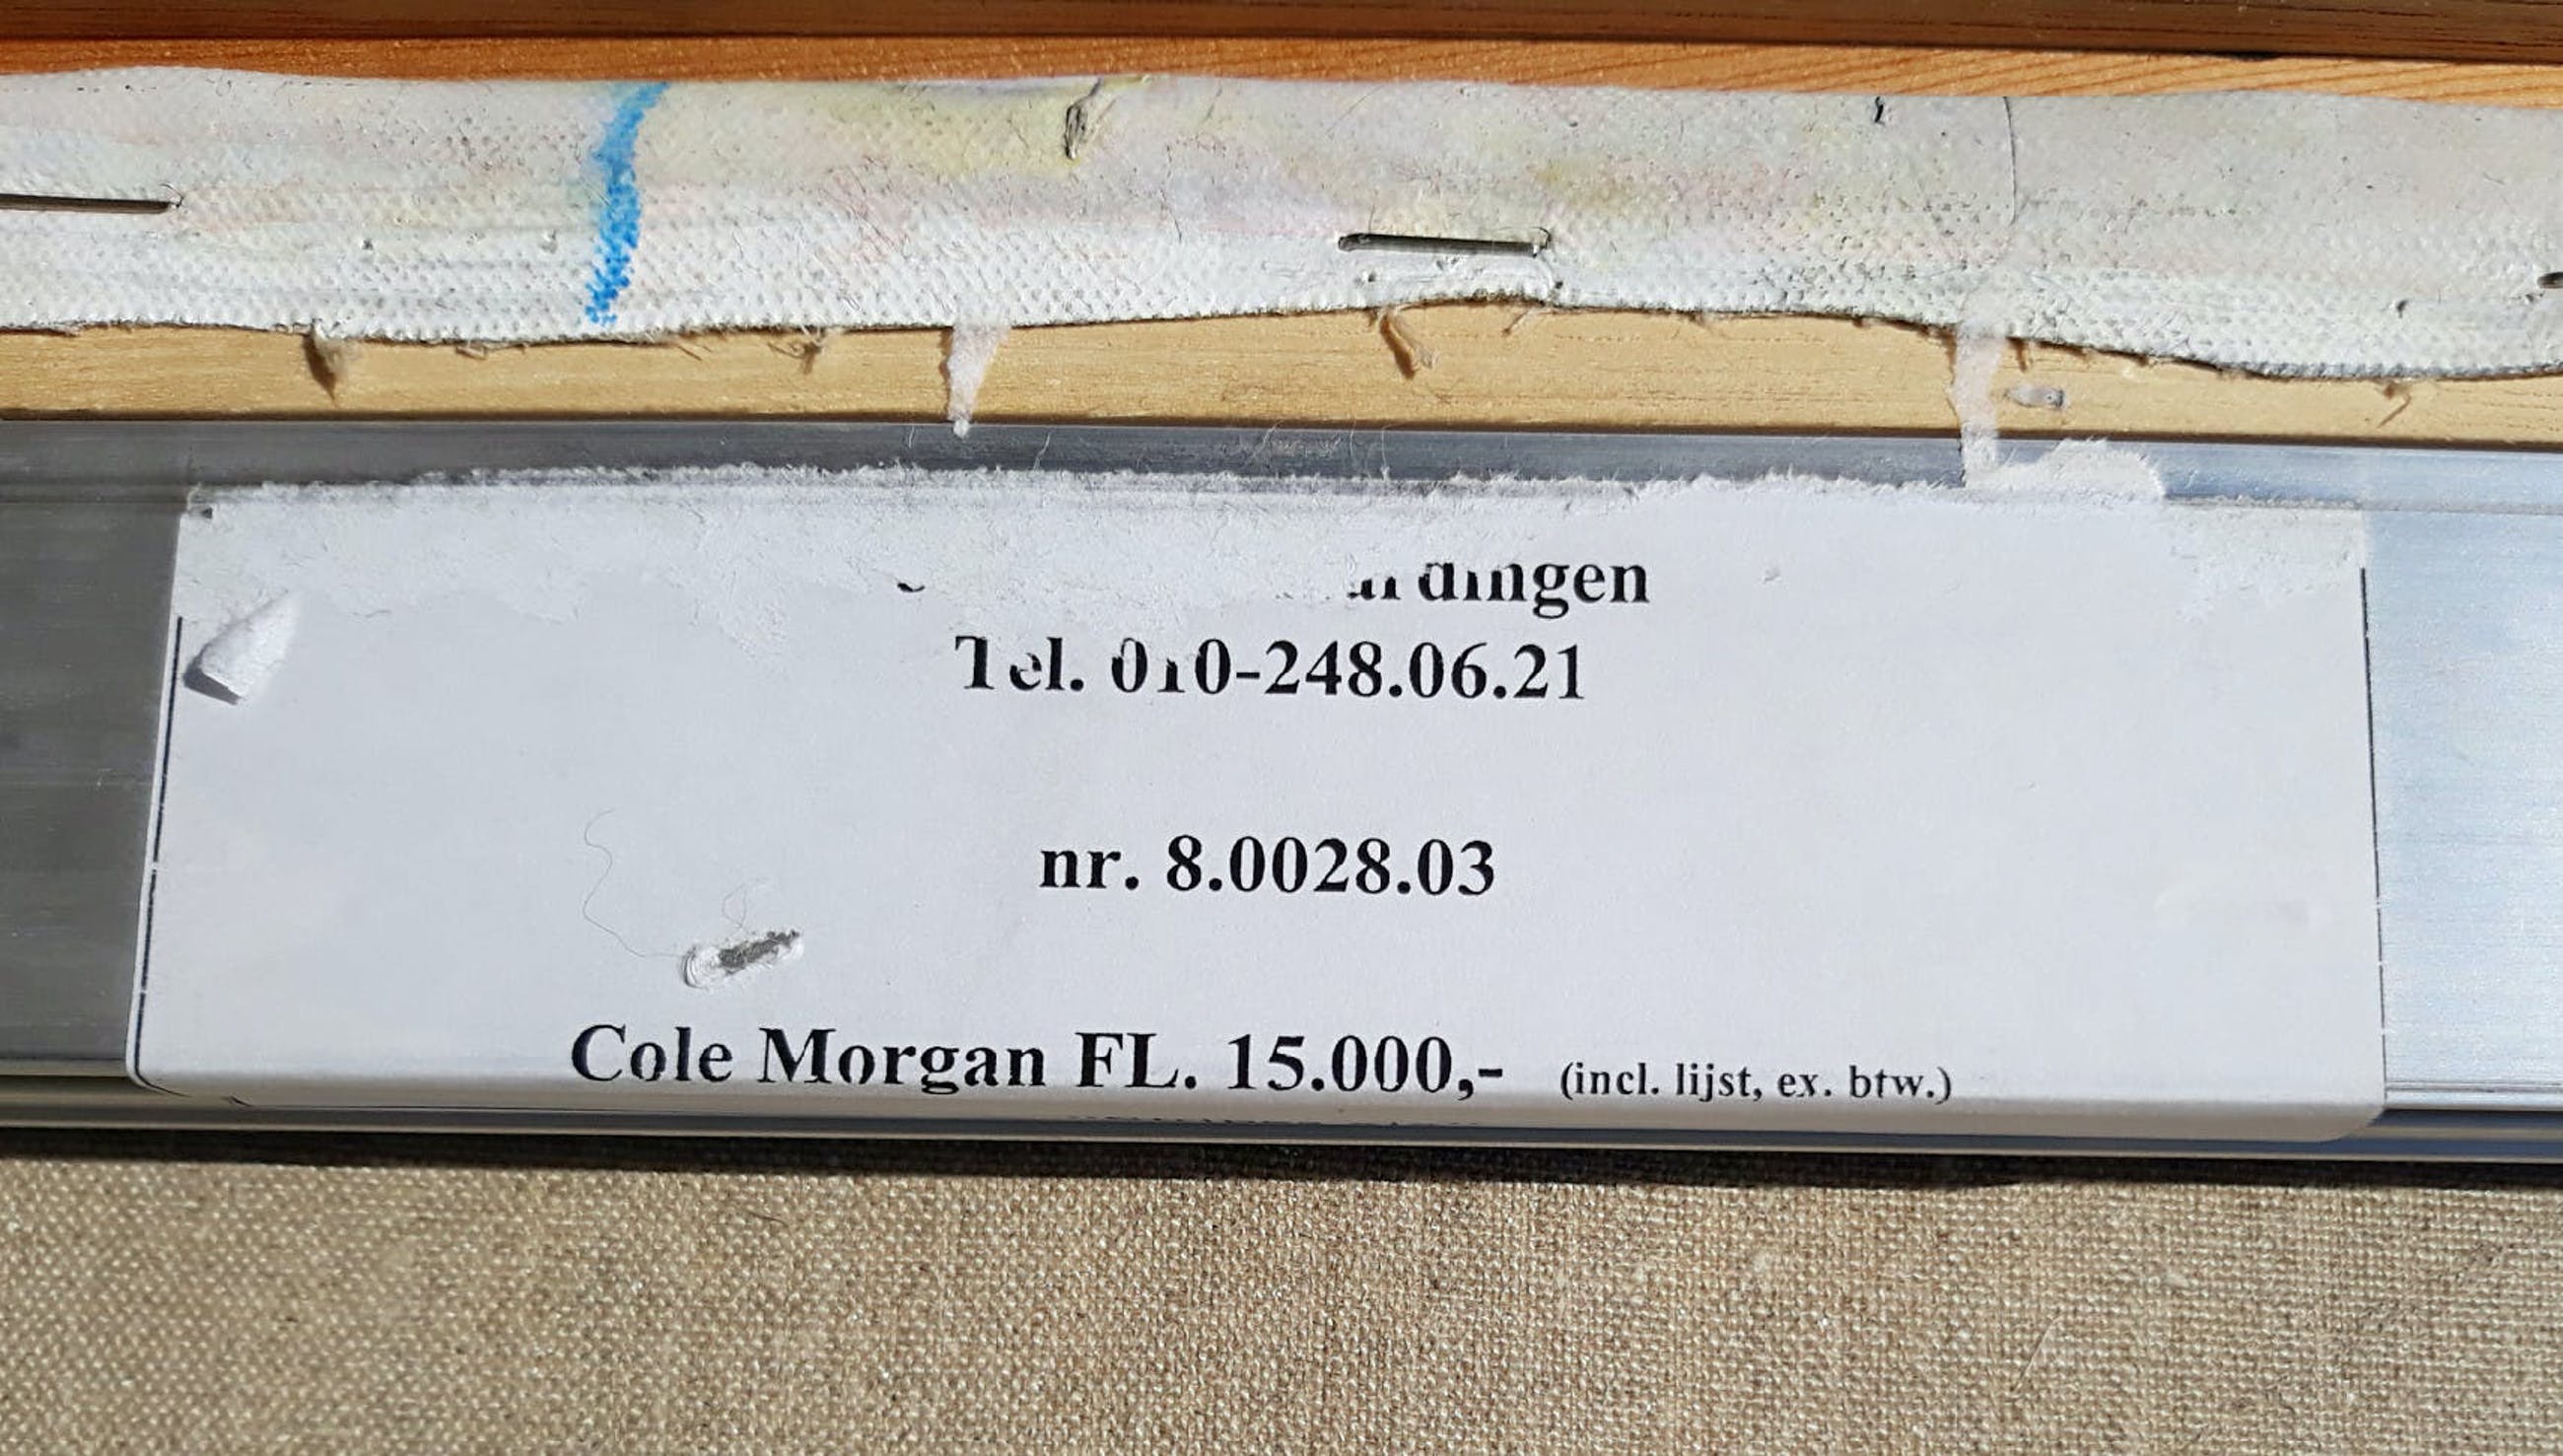 Tel. 010-248.06.21
nr. 8.0028.03
Cole Morgan FL. 15.000,- (incl. lijst, ex. btw.)